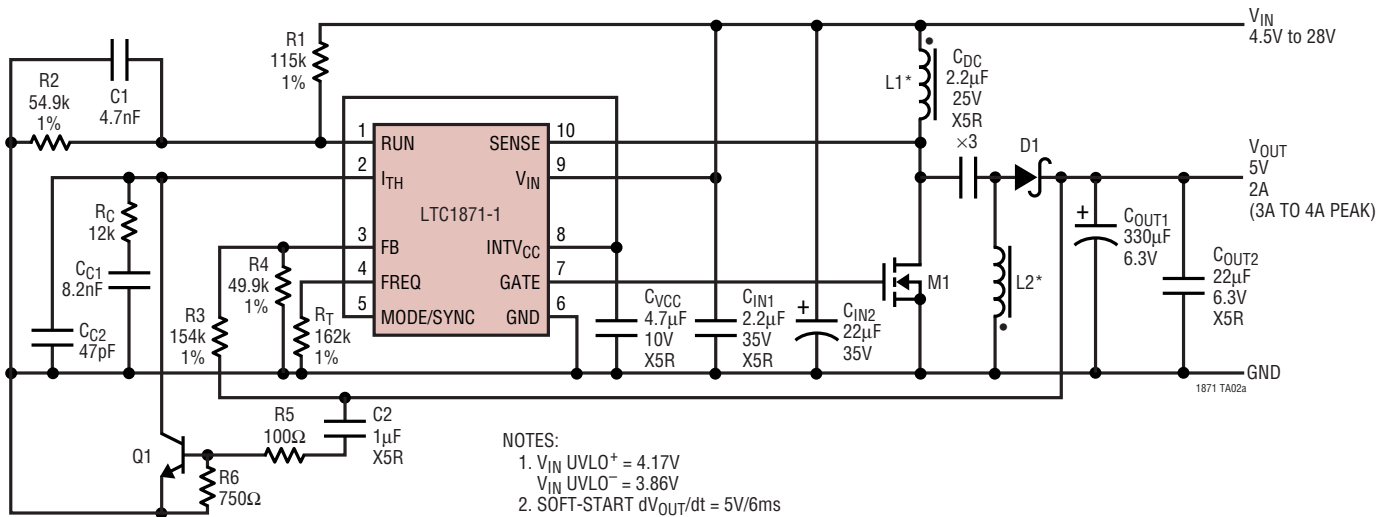 R1
115k
1%
R2
54.9k
1%
C1
4.7nF
VIN
4.5V to 28V
L1*
CDC
2.2μF
25V
X5R
×3
D1
VOUT
5V
2A
(3A TO 4A PEAK)
1
RUN
2
ITH
3
FB
4
FREQ
5
MODE/SYNC
LTC1871-1
SENSE
10
VIN
9
INTVCC
8
GATE
7
GND
6
RC
12k
CC1
8.2nF
CC2
47pF
R3
154k
1%
R4
49.9k
1%
RT
162k
1%
CVCC
4.7μF
10V
X5R
CIN1
2.2μF
35V
X5R
+
CIN2
22μF
35V
M1
L2*
+
COUT1
330μF
6.3V
COUT2
22μF
6.3V
X5R
GND
1871 TA02a
Q1
R5
100Ω
C2
1μF
X5R
R6
750Ω
NOTES:
1. VIN UVLO+ = 4.17V
VIN UVLO– = 3.86V
2. SOFT-START dVOUT/dt = 5V/6ms